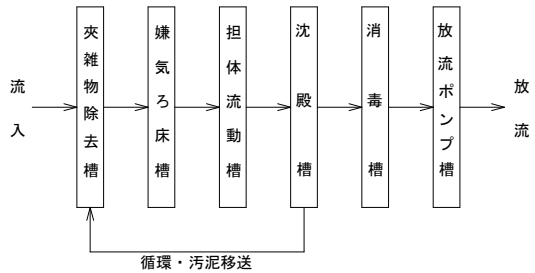 流入
夾雑物除去槽
嫌気ろ床槽
担体流動槽
沈殿槽
消毒槽
放流ポンプ槽
放流
循環・汚泥移送